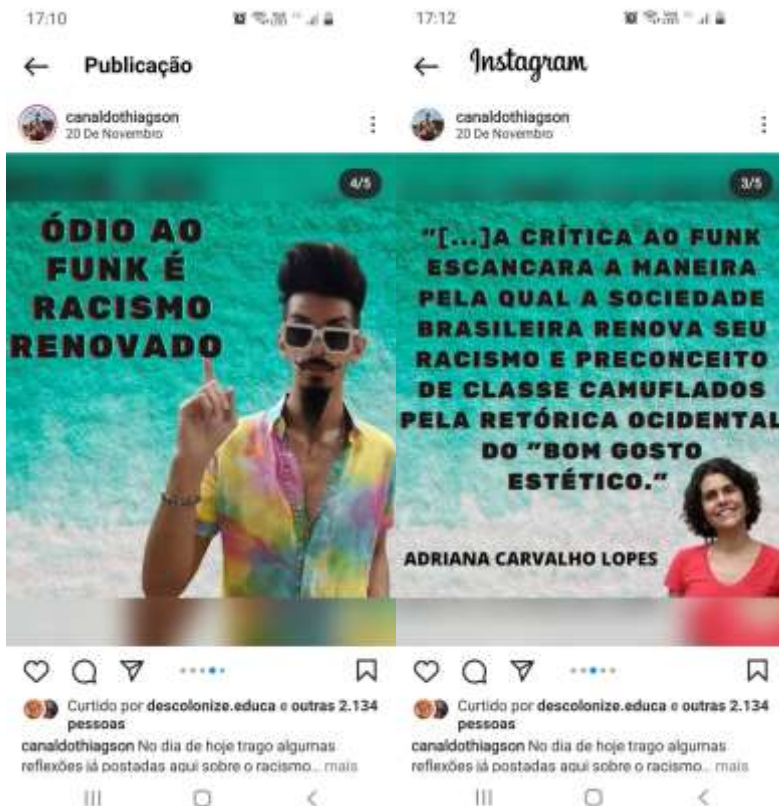 17:10
Publicação
canaldothiagson
20 De Novembro
4/5
ÓDIO AO
FUNK É
RACISMO
RENOVADO
Curtido por descolonize.educa e outras 2.134
pessoas
canaldothiagson No dia de hoje trago algumas
reflexões já postadas aqui sobre o racismo... mais
17:12
Instagram
canaldothiagson
20 De Novembro
3/5
"[...]A CRÍTICA AO FUNK
ESCANCARA A MANEIRA
PELA QUAL A SOCIEDADE
BRASILEIRA RENOVA SEU
RACISMO E PRECONCEITO
DE CLASSE CAMUFLADOS
PELA RETÓRICA OCIDENTAL
DO "BOM GOSTO
ESTÉTICO."
ADRIANA CARVALHO LOPES
Curtido por descolonize.educa e outras 2.134
pessoas
canaldothiagson No dia de hoje trago algumas
reflexões já postadas aqui sobre o racismo... mais